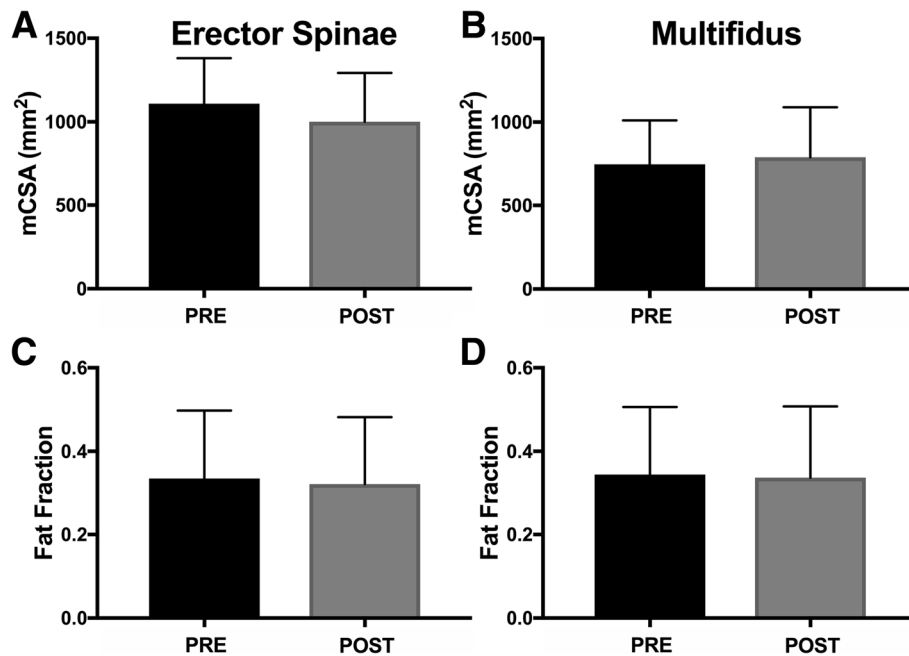 A
Erector Spinae
mCSA (mm²)
1500
1000
500
0
PRE
POST
B
Multifidus
mCSA (mm²)
1500
1000
500
0
PRE
POST
C
Fat Fraction
0.6
0.4
0.2
0.0
PRE
POST
D
Fat Fraction
0.6
0.4
0.2
0.0
PRE
POST